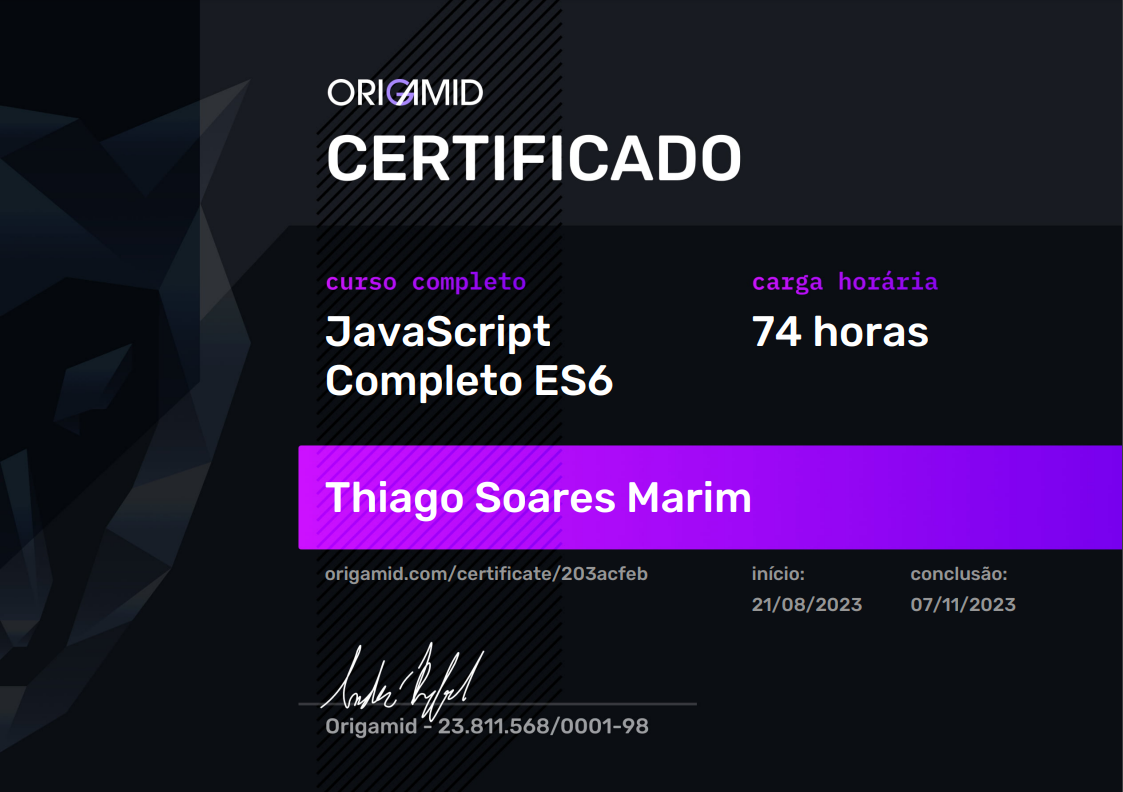 ORIGAMID
CERTIFICADO
curso completo
JavaScript
Completo ES6
carga horária
74 horas
Thiago Soares Marim
origamid.com/certificate/203acfeb
início:
21/08/2023
conclusão:
07/11/2023
Origamid - 23.811.568/0001-98